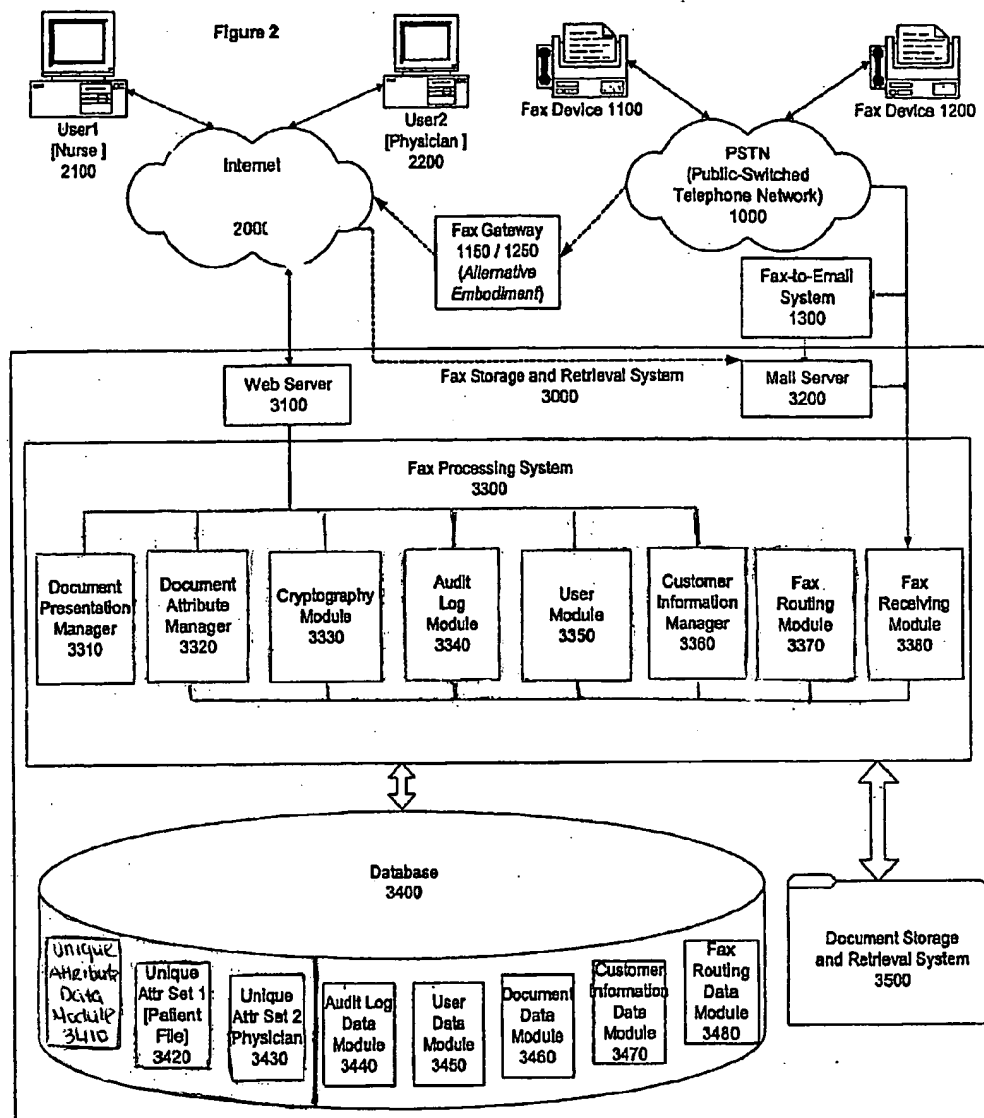 Figure 2
User1
[Nurse ]
2100
User2
[Physician ]
2200
Fax Device 1100
Fax Device 1200
Internet
2000
PSTN
(Public-Switched
Telephone Network)
1000
Fax Gateway
1150 / 1250
(Alternative
Embodiment)
Fax-to-Email
System
1300
Web Server
3100
Fax Storage and Retrieval System
3000
Mail Server
3200
Fax Processing System
3300
Document
Presentation
Manager
3310
Document
Attribute
Manager
3320
Cryptography
Module
3330
Audit
Log
Module
3340
User
Module
3350
Customer
Information
Manager
3360
Fax
Routing
Module
3370
Fax
Receiving
Module
3380
Database
3400
Unique
Attribute
Data
Module
3410
Unique
Attr Set 1
[Patient
File]
3420
Unique
Attr Set 2
[Physician
3430
Audit Log
Data
Module
3440
User
Data
Module
3450
Document
Data
Module
3460
Customer
Information
Data
Module
3470
Fax
Routing
Data
Module
3480
Document Storage
and Retrieval System
3500